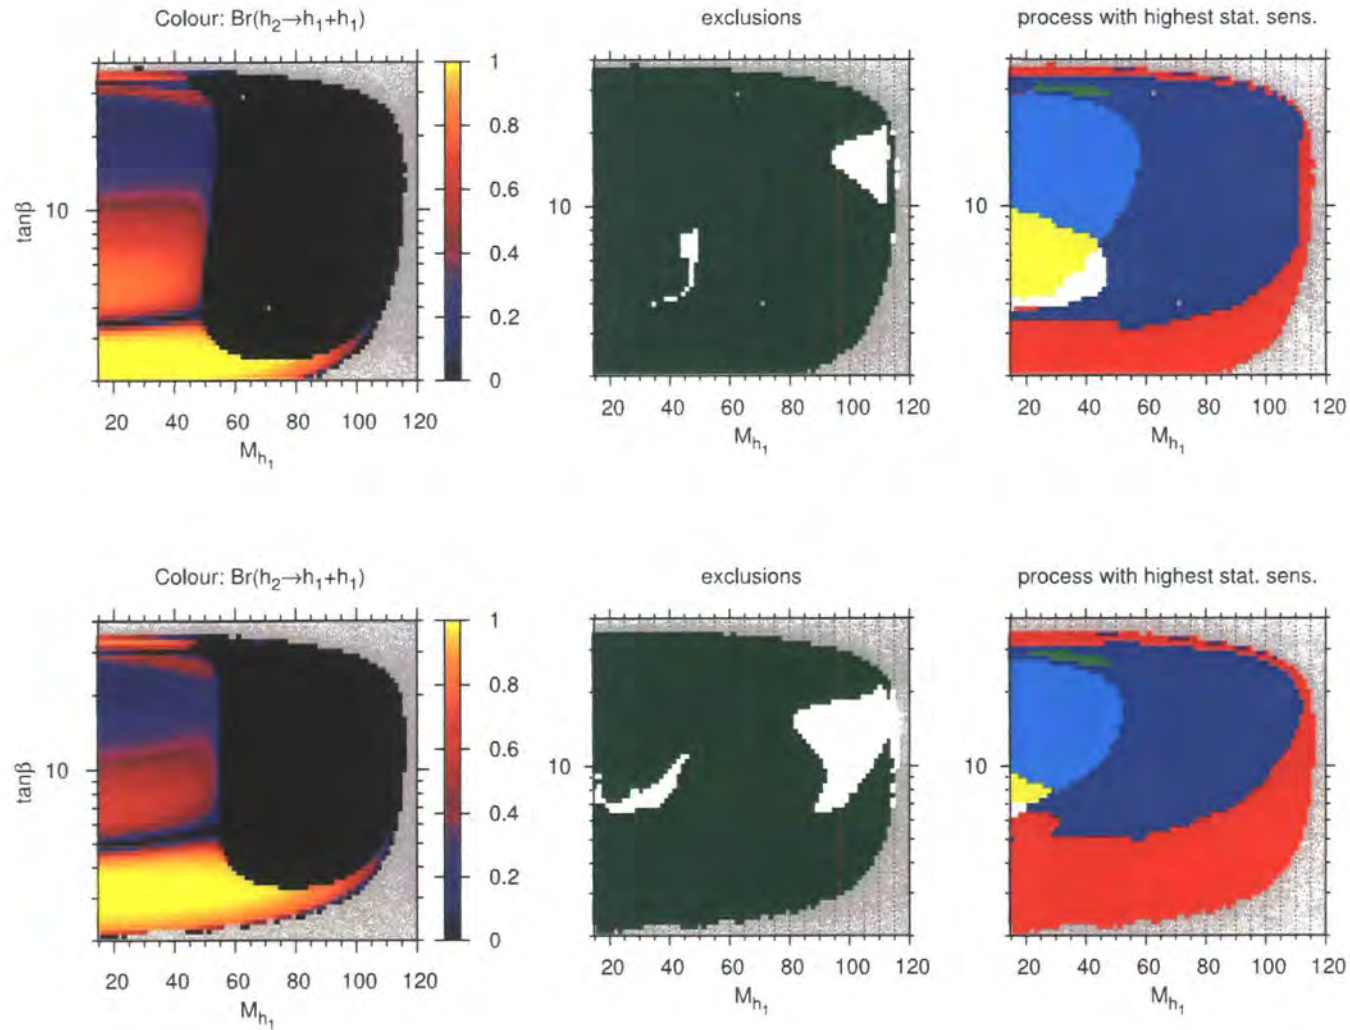 Colour: Br(h₂→h₁+h₁)
exclusions
process with highest stat. sens.
tanβ
10
1
0.8
0.6
0.4
0.2
0
20 40 60 80 100 120
M_h₁
10
20 40 60 80 100 120
M_h₁
10
20 40 60 80 100 120
M_h₁
Colour: Br(h₂→h₁+h₁)
exclusions
process with highest stat. sens.
tanβ
10
1
0.8
0.6
0.4
0.2
0
20 40 60 80 100 120
M_h₁
10
20 40 60 80 100 120
M_h₁
10
20 40 60 80 100 120
M_h₁